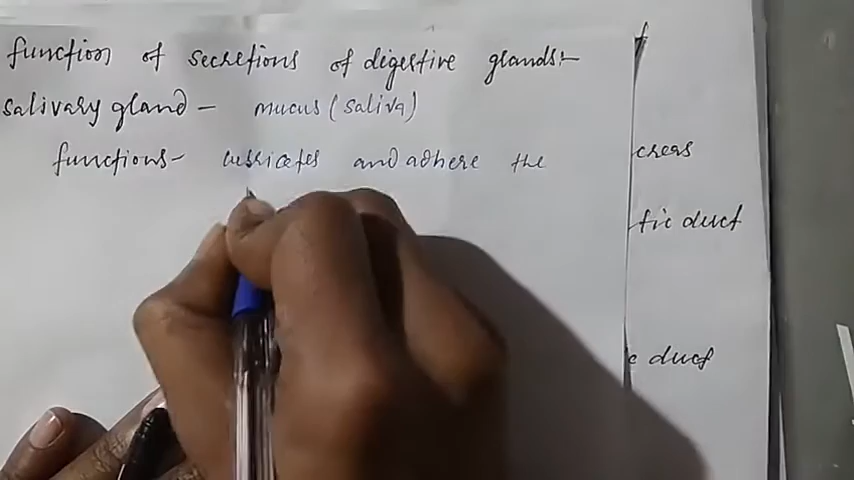 function of secretions of digestive glands:-
salivary gland - mucus (saliva)
functions- lubricates and adhere the
creas
tic duct
c duct